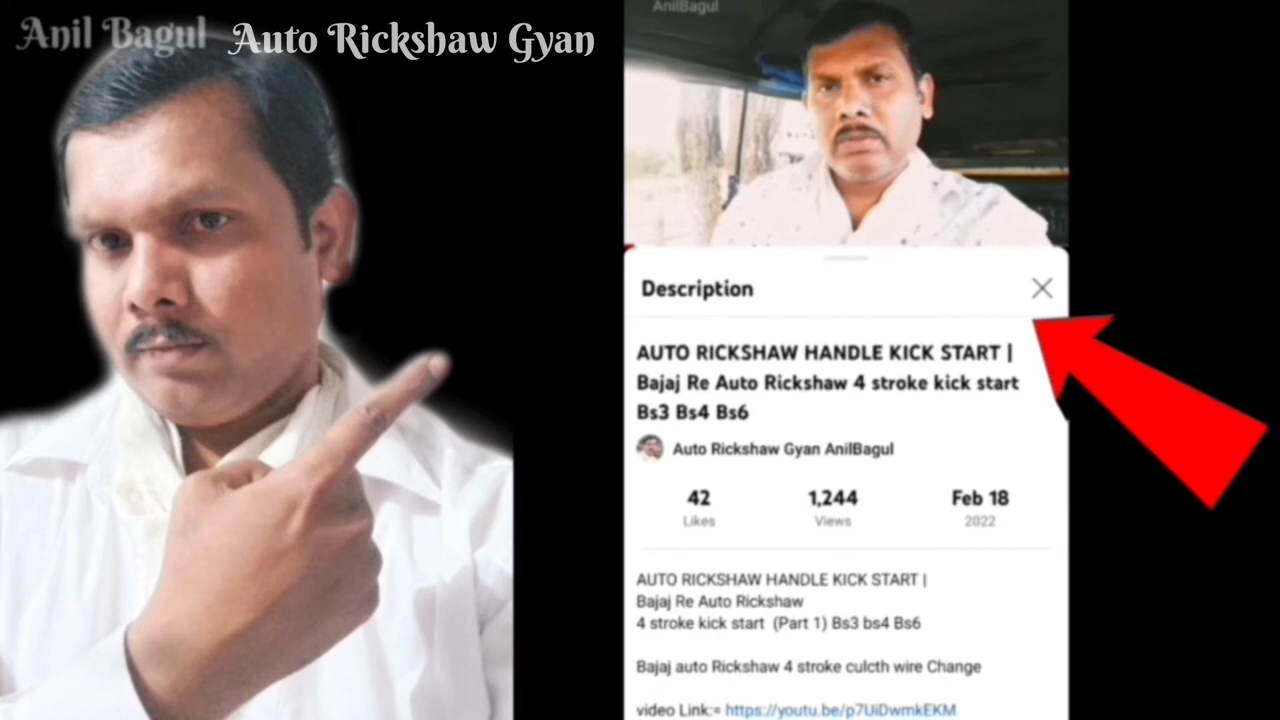 Anil Bagul Auto Rickshaw Gyan
AnilBagul
Description
AUTO RICKSHAW HANDLE KICK START |
Bajaj Re Auto Rickshaw 4 stroke kick start
Bs3 Bs4 Bs6
Auto Rickshaw Gyan AnilBagul
42 1,244 Feb 18
Likes Views 2022
AUTO RICKSHAW HANDLE KICK START |
Bajaj Re Auto Rickshaw
4 stroke kick start (Part 1) Bs3 bs4 Bs6
Bajaj auto Rickshaw 4 stroke culcth wire Change
video Link:= https://youtu.be/p7UiDwmkEKM